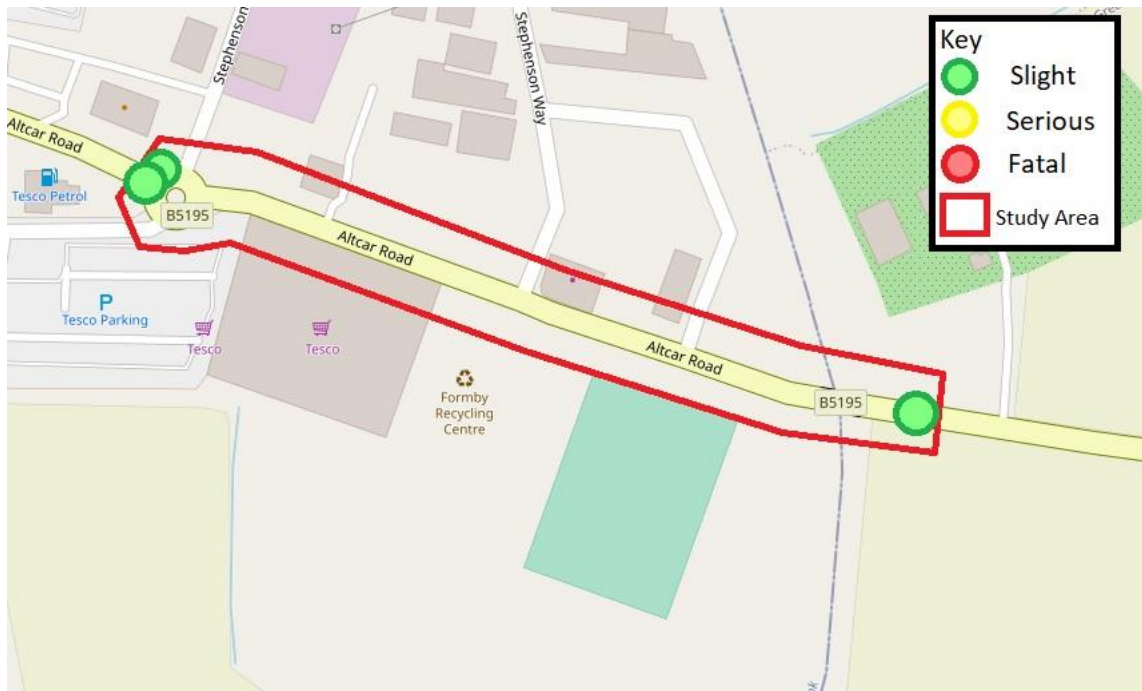 Key
Slight
Serious
Fatal
Study Area
Stephenson
Stephenson Way
Altcar Road
Tesco Petrol
B5195
Altcar Road
P
Tesco Parking
Tesco
Tesco
Formby
Recycling
Centre
Altcar Road
B5195